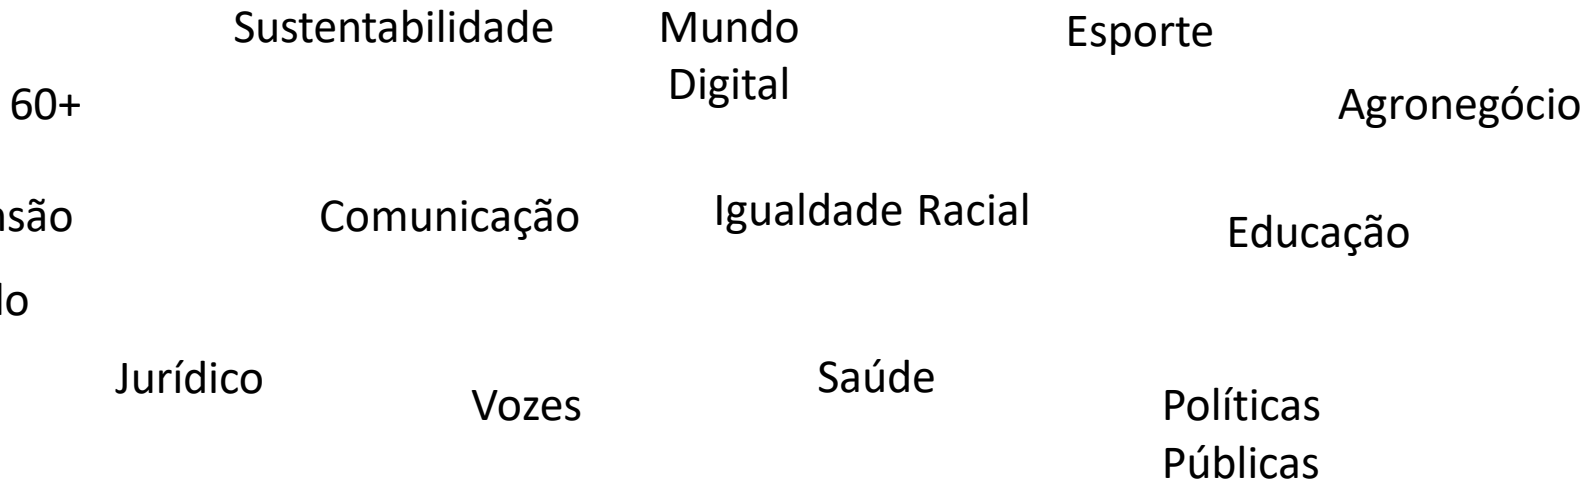 Sustentabilidade
Mundo
Digital
Esporte
60+
Agronegócio
Comunicação
Igualdade Racial
Educação
Jurídico
Vozes
Saúde
Políticas
Públicas